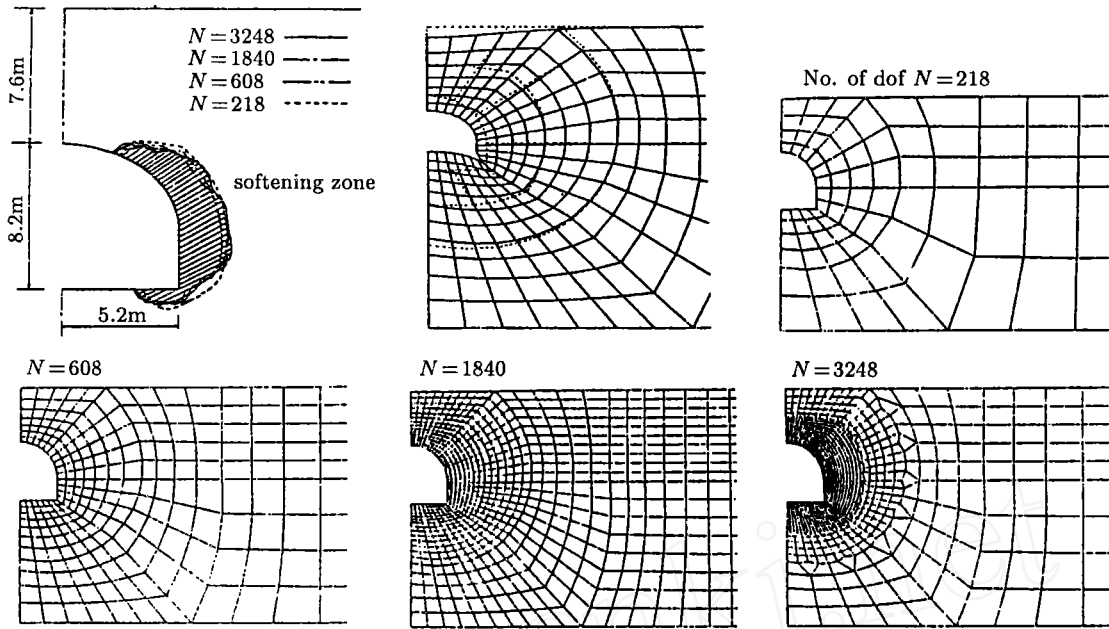 N=3248
N=1840
N=608
N=218
7.6m
softening zone
8.2m
5.2m
No. of dof N=218
N=608
N=1840
N=3248